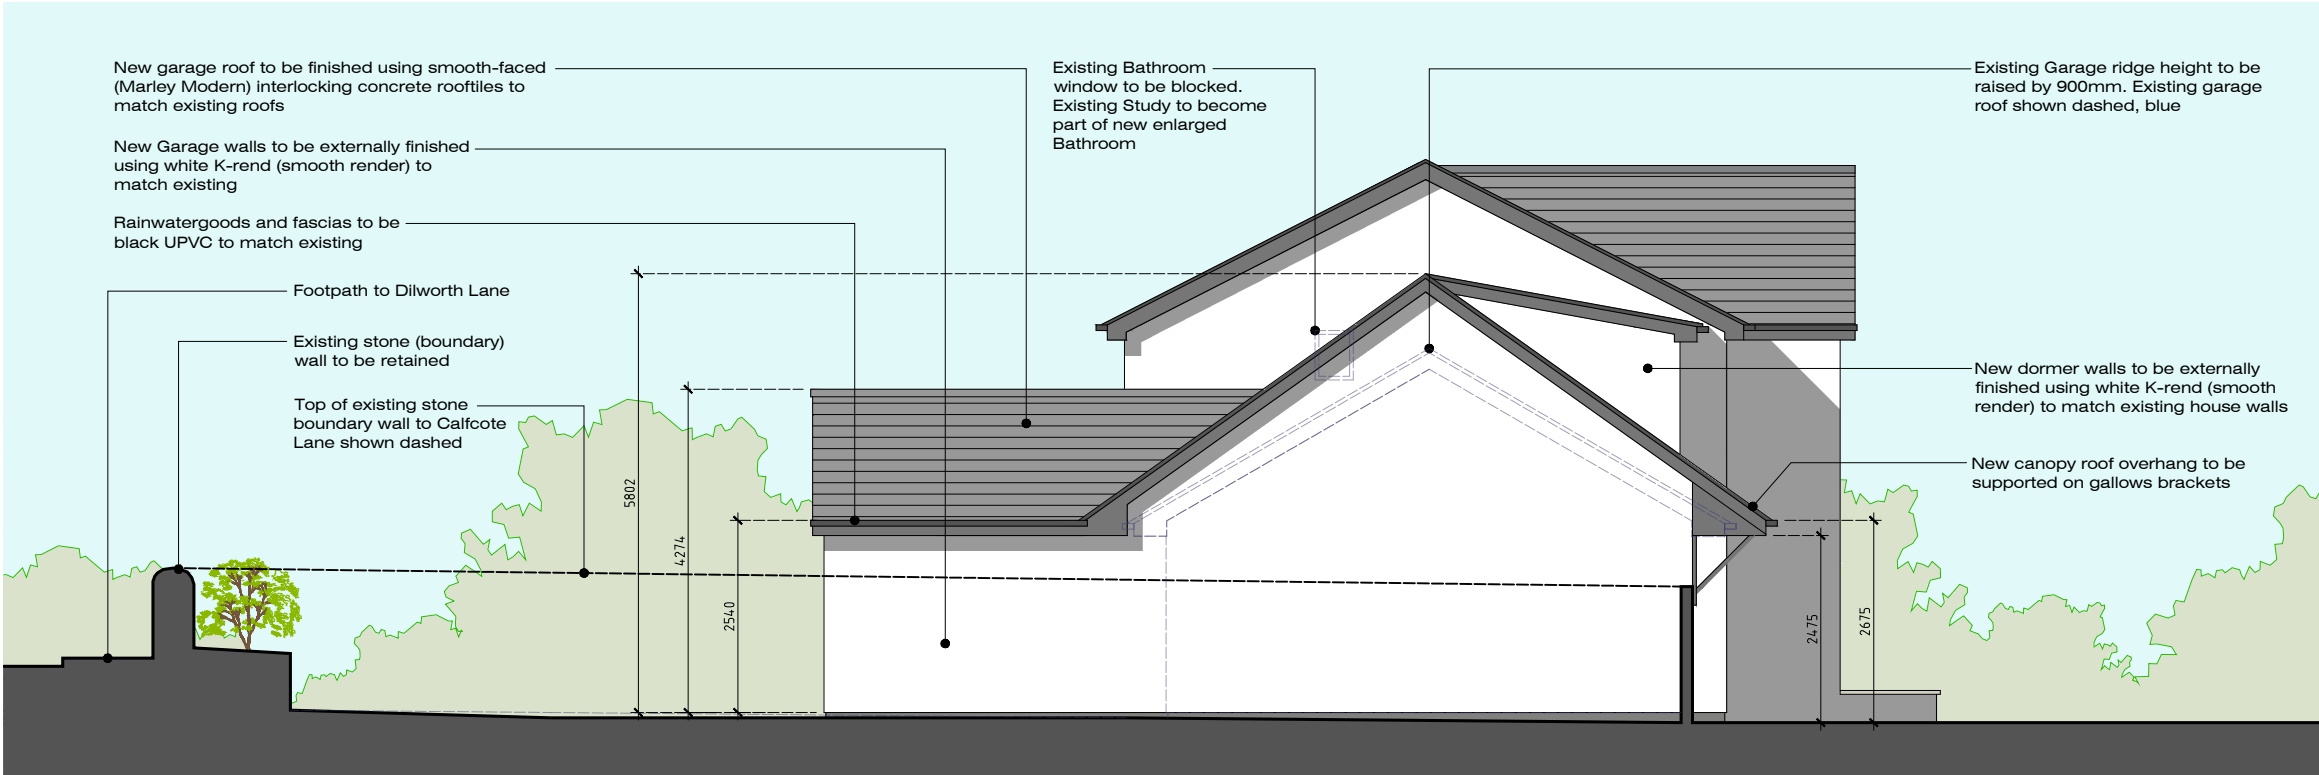 New garage roof to be finished using smooth-faced
(Marley Modern) interlocking concrete rooftiles to
match existing roofs
New Garage walls to be externally finished
using white K-rend (smooth render) to
match existing
Rainwatergoods and fascias to be
black UPVC to match existing
Footpath to Dilworth Lane
Existing stone (boundary)
wall to be retained
Top of existing stone
boundary wall to Calfcote
Lane shown dashed
Existing Bathroom
window to be blocked.
Existing Study to become
part of new enlarged
Bathroom
Existing Garage ridge height to be
raised by 900mm. Existing garage
roof shown dashed, blue
New dormer walls to be externally
finished using white K-rend (smooth
render) to match existing house walls
New canopy roof overhang to be
supported on gallows brackets
5802
4274
2540
2475
2675